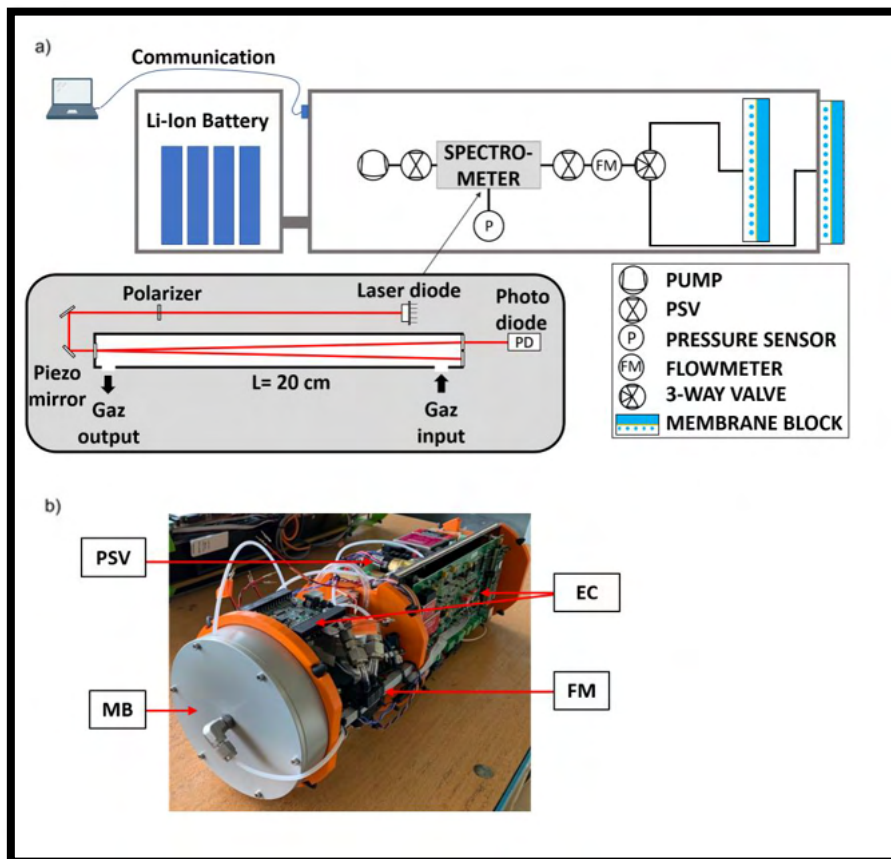 a)
Communication
Li-Ion Battery
SPECTRO-
METER
FM
P
Polarizer
Laser diode
Photo
diode
PD
Piezo
mirror
L= 20 cm
Gaz
output
Gaz
input
PUMP
PSV
P
PRESSURE SENSOR
FM
FLOWMETER
3-WAY VALVE
MEMBRANE BLOCK
b)
PSV
EC
MB
FM